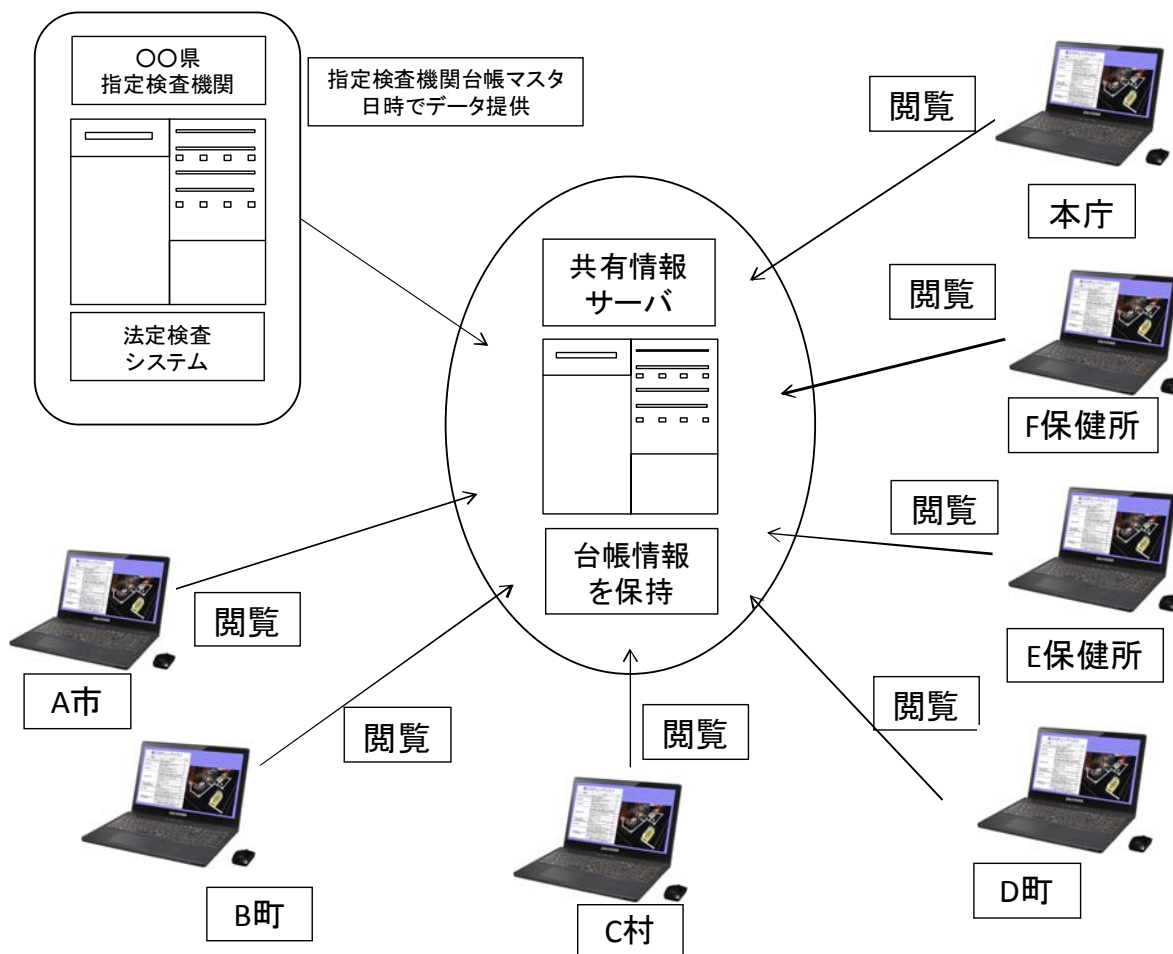 〇〇県
指定検査機関
法定検査
システム
指定検査機関台帳マスタ
日時でデータ提供
共有情報
サーバ
台帳情報
を保持
閲覧
本庁
閲覧
F保健所
閲覧
E保健所
閲覧
D町
閲覧
C村
閲覧
B町
閲覧
A市